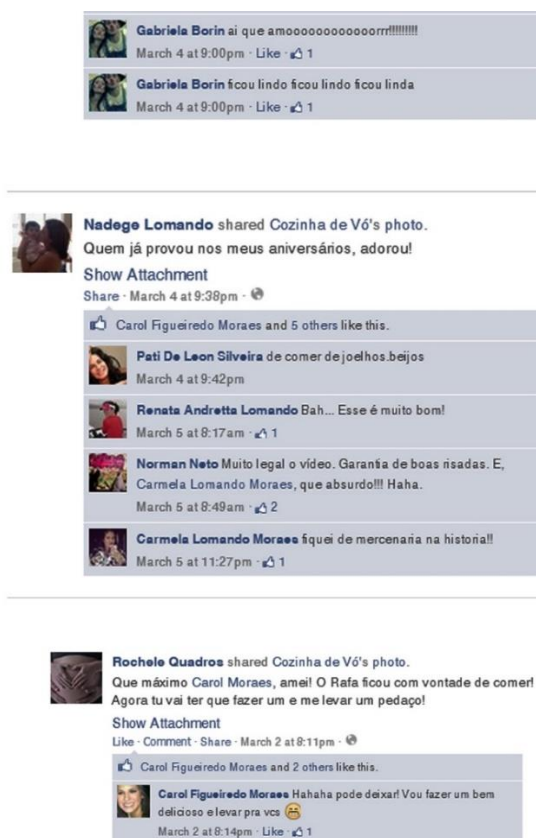 Gabriela Borin ai que amoooooooooooorrr!!!!!!!!!
March 4 at 9:00pm · Like · 1
Gabriela Borin ficou lindo ficou lindo ficou linda
March 4 at 9:00pm · Like · 1
Nadege Lomando shared Cozinha de Vó's photo.
Quem já provou nos meus aniversários, adorou!
Show Attachment
Share · March 4 at 9:38pm ·
Carol Figueiredo Moraes and 5 others like this.
Pati De Leon Silveira de comer de joelhos.beijos
March 4 at 9:42pm
Renata Andretta Lomando Bah... Esse é muito bom!
March 5 at 8:17am · 1
Norman Neto Muito legal o vídeo. Garantia de boas risadas. E,
Carmela Lomando Moraes, que absurdo!!! Haha.
March 5 at 8:49am · 2
Carmela Lomando Moraes fiquei de mercenaria na historia!!
March 5 at 11:27pm · 1
Rochele Quadros shared Cozinha de Vó's photo.
Que máximo Carol Moraes, amei! O Rafa ficou com vontade de comer!
Agora tu vai ter que fazer um e me levar um pedaço!
Show Attachment
Like · Comment · Share · March 2 at 8:11pm ·
Carol Figueiredo Moraes and 2 others like this.
Carol Figueiredo Moraes Hahaha pode deixar! Vou fazer um bem
delicioso e levar pra vcs 😁
March 2 at 8:14pm · Like · 1